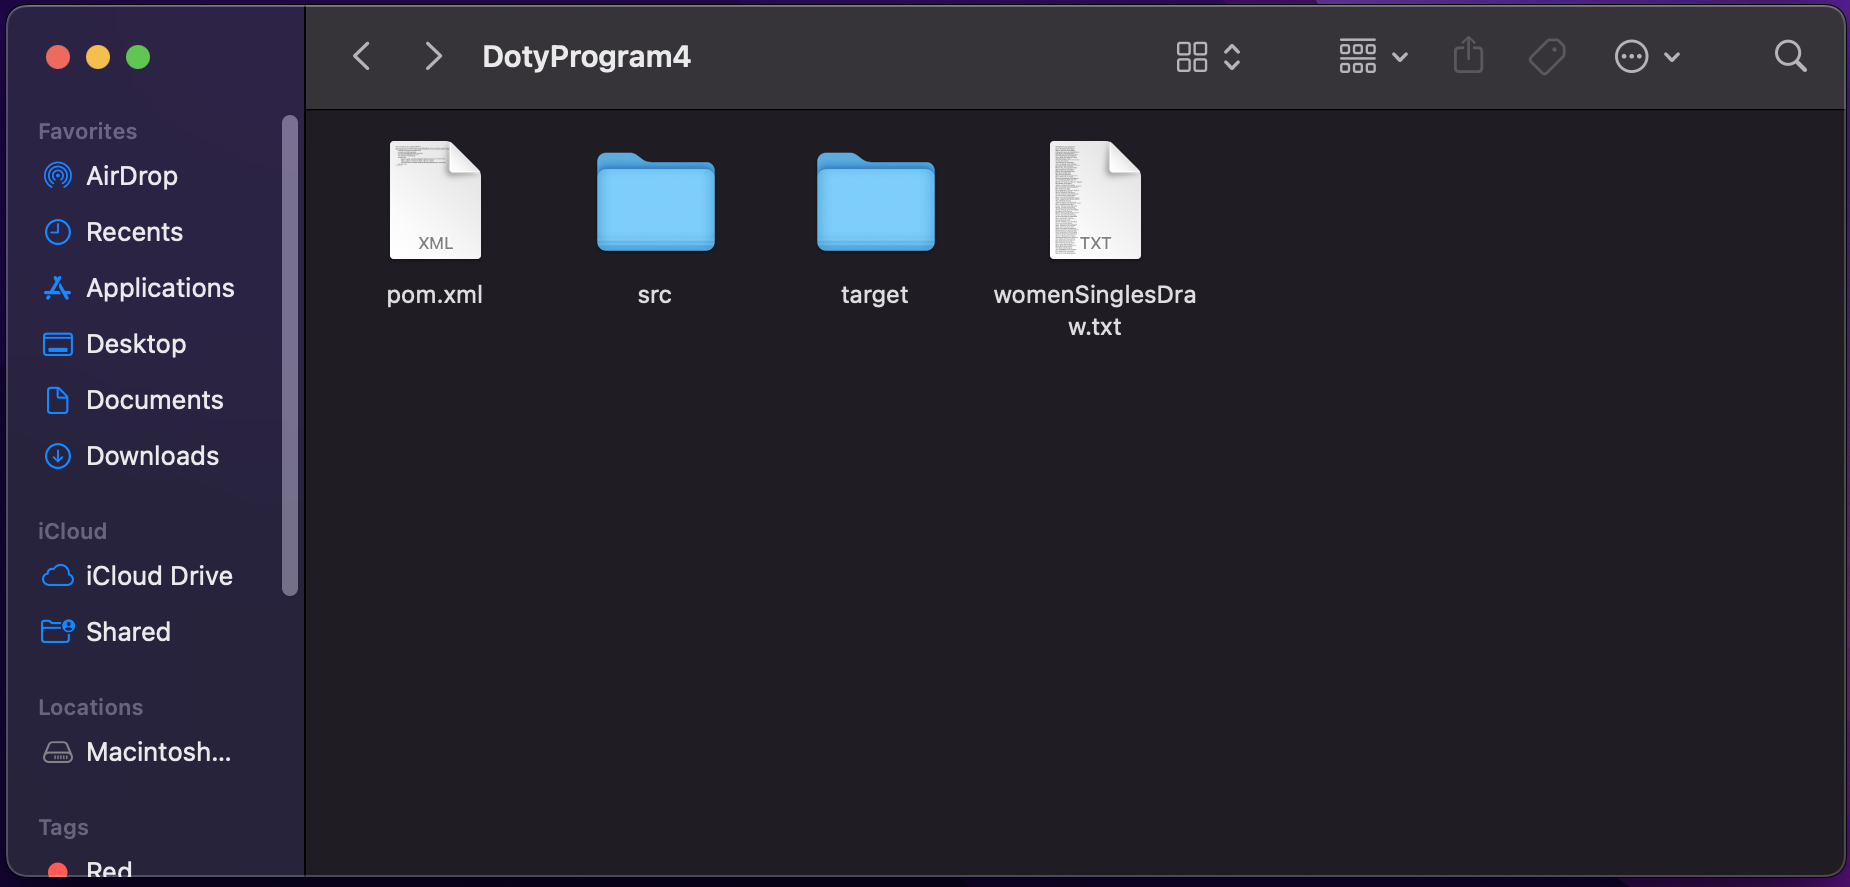 DotyProgram4
Favorites
AirDrop
Recents
Applications
Desktop
Documents
Downloads
iCloud
iCloud Drive
Shared
Locations
Macintosh...
Tags
Red
XML
pom.xml
src
target
TXT
womenSinglesDra
w.txt